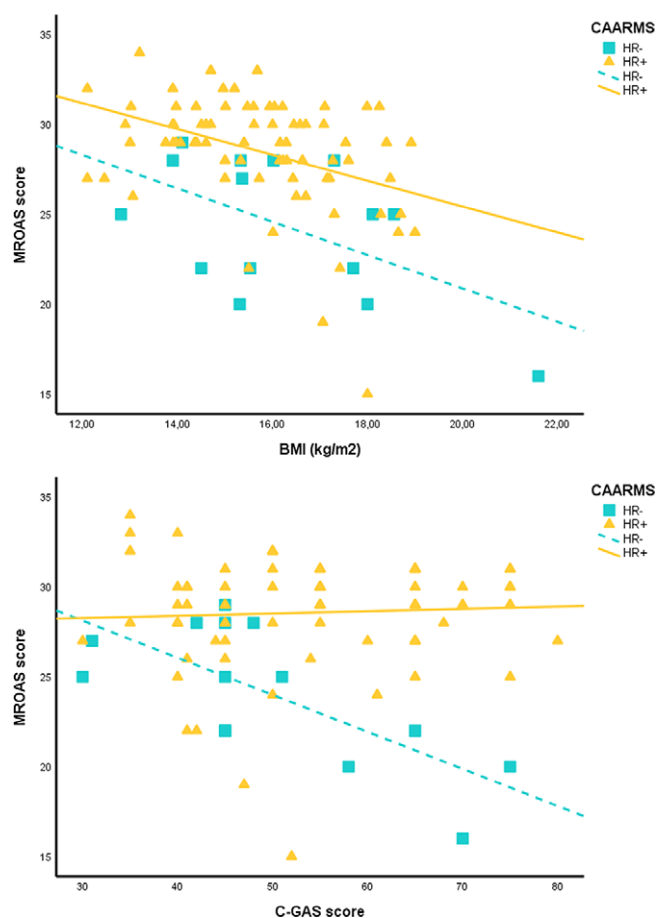 CAARMS
HR-
HR+
HR-
HR+
35
30
25
20
15
MROAS score
12,00 14,00 16,00 18,00 20,00 22,00
BMI (kg/m2)
CAARMS
HR-
HR+
HR-
HR+
35
30
25
20
15
MROAS score
30 40 50 60 70 80
C-GAS score